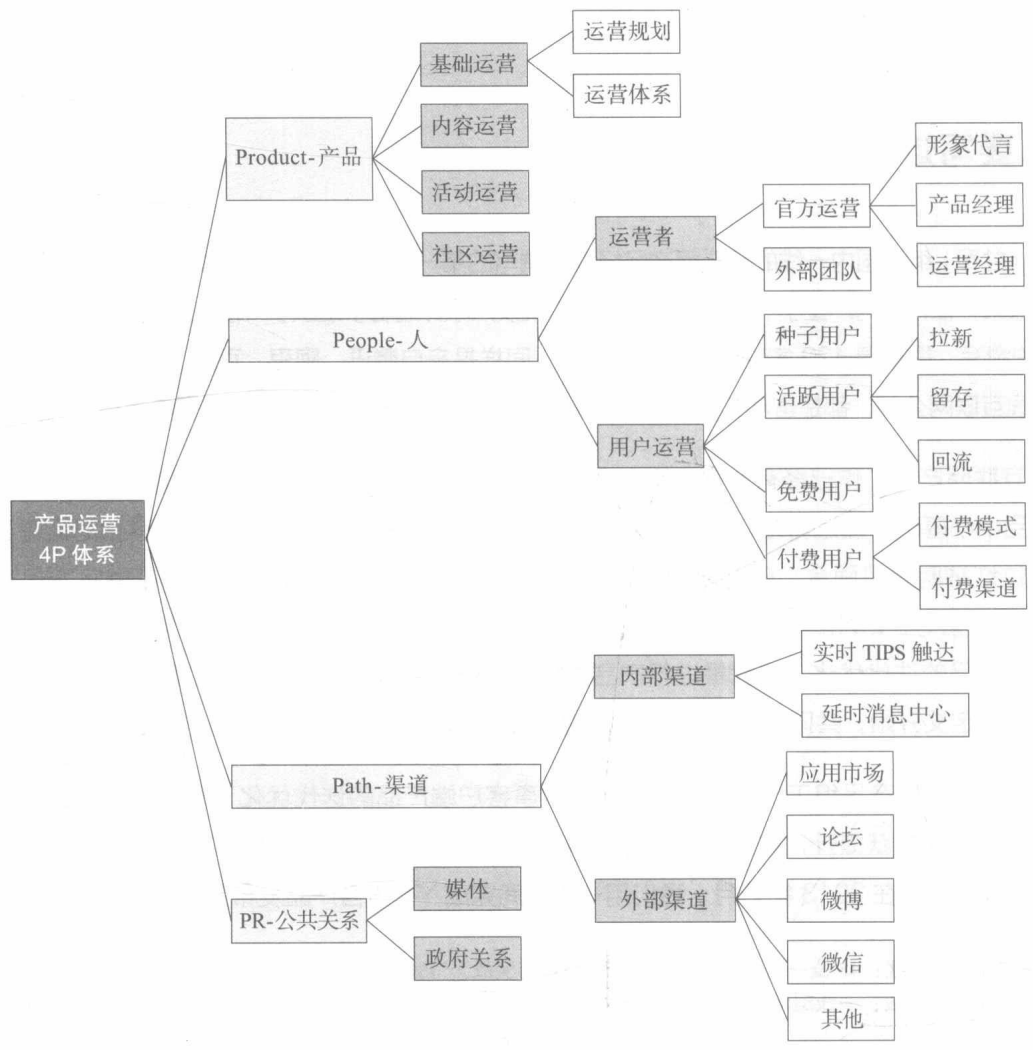 产品运营
4P 体系
Product-产品
基础运营
运营规划
运营体系
内容运营
活动运营
社区运营
People-人
运营者
官方运营
形象代言
产品经理
运营经理
外部团队
用户运营
种子用户
活跃用户
拉新
留存
回流
免费用户
付费用户
付费模式
付费渠道
Path-渠道
内部渠道
实时 TIPS 触达
延时消息中心
外部渠道
应用市场
论坛
微博
微信
其他
PR-公共关系
媒体
政府关系